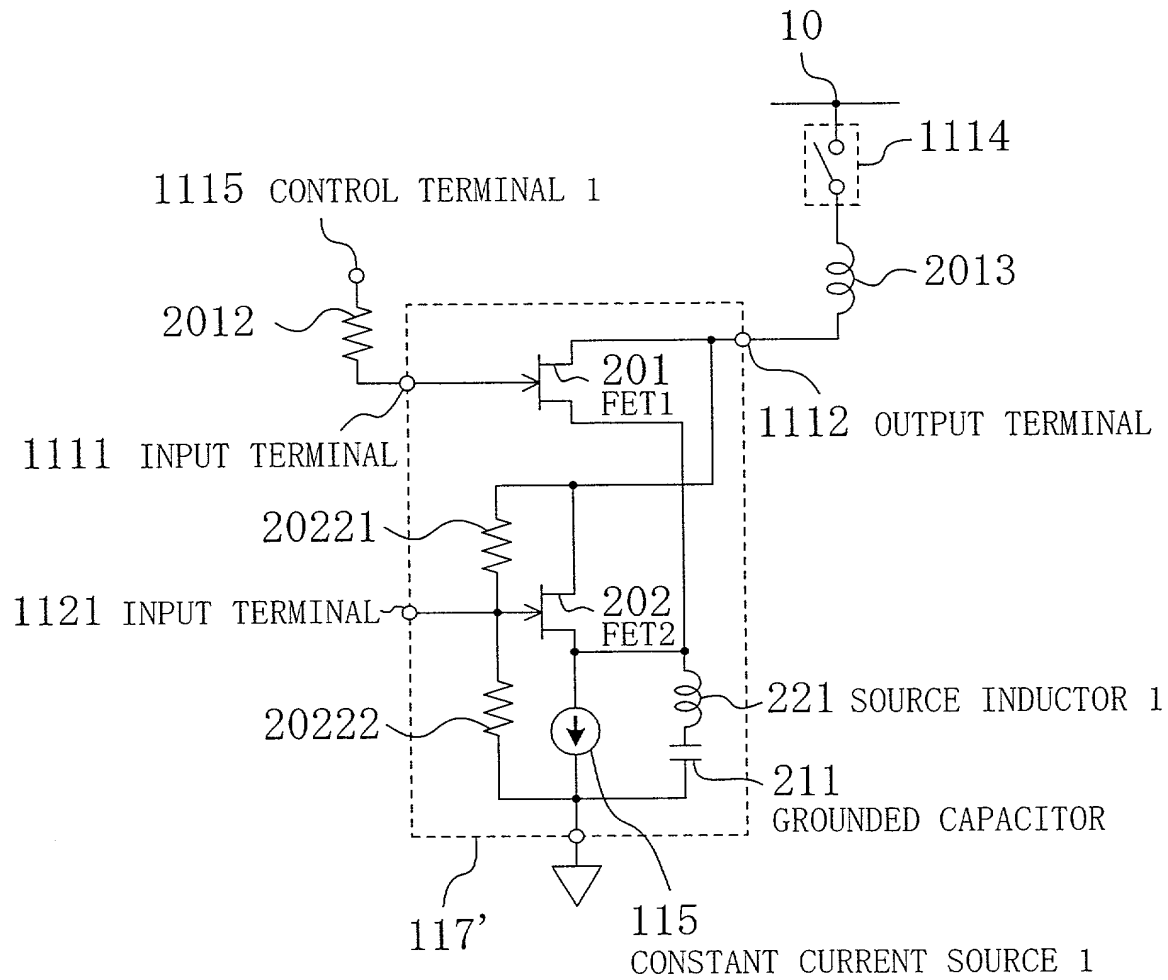 10
1114
1115 CONTROL TERMINAL 1
2013
2012
201
FET1
1112 OUTPUT TERMINAL
1111 INPUT TERMINAL
20221
1121 INPUT TERMINAL
202
FET2
221 SOURCE INDUCTOR 1
20222
211
GROUNDED CAPACITOR
117'
115
CONSTANT CURRENT SOURCE 1